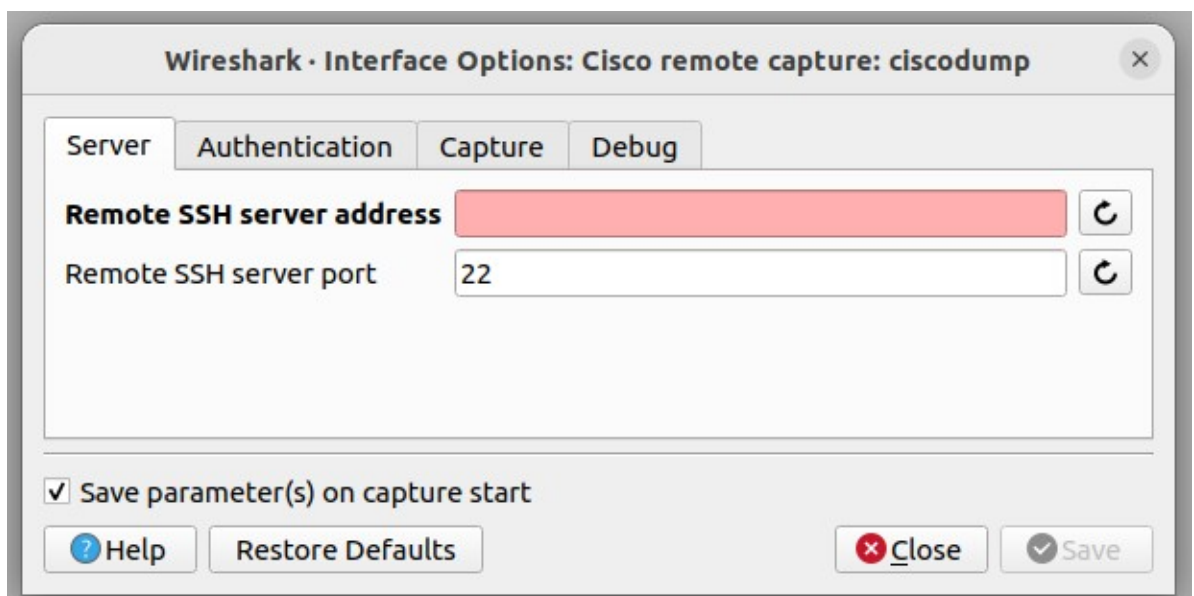 Wireshark · Interface Options: Cisco remote capture: ciscodump
Server Authentication Capture Debug
Remote SSH server address
Remote SSH server port 22
Save parameter(s) on capture start
Help Restore Defaults Close Save